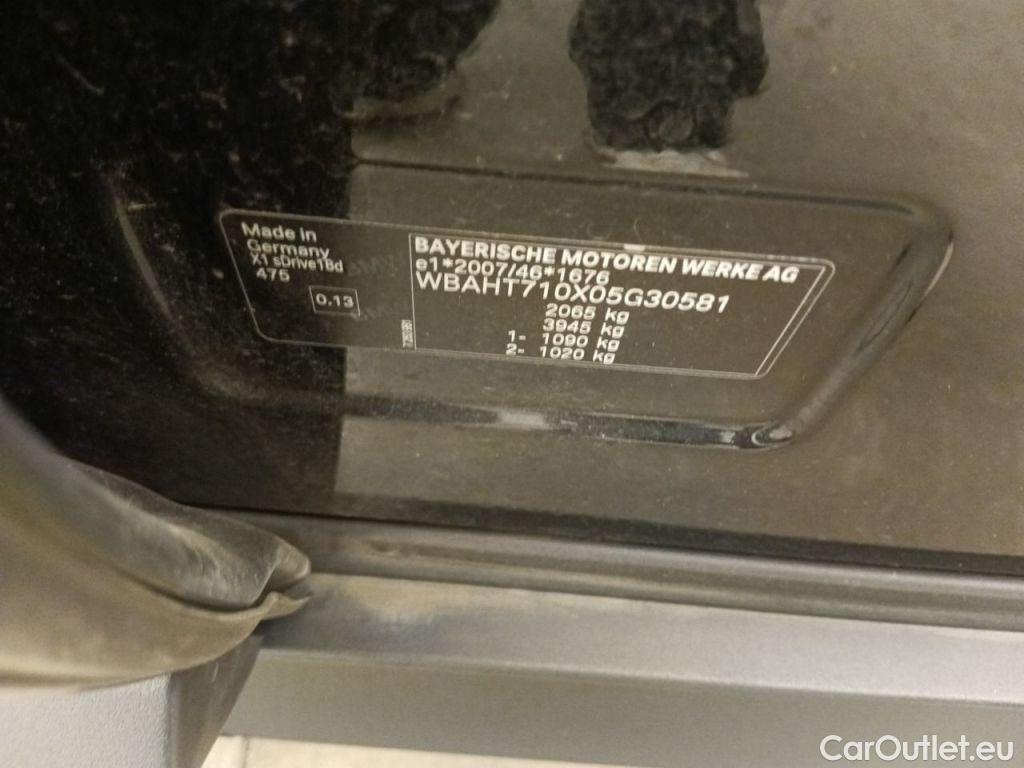 Made in
Germany
X1 sDrive18d
475
0.13
BAYERISCHE MOTOREN WERKE AG
e1*2007/46*1676
WBAHT710X05G30581
2065 kg
3945 kg
1- 1090 kg
2- 1020 kg
CarOutlet.eu